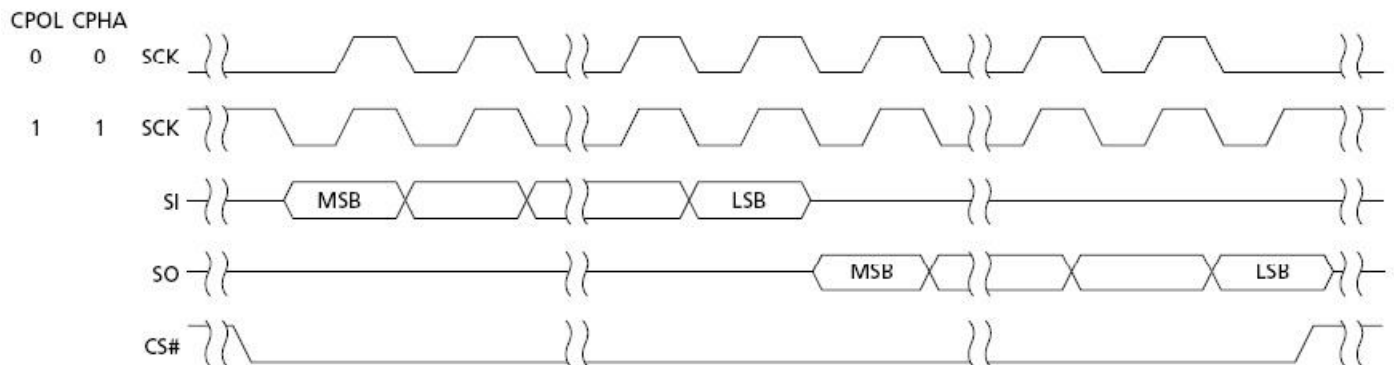 CPOL CPHA
0 0 SCK
1 1 SCK
SI MSB LSB
SO MSB LSB
CS#